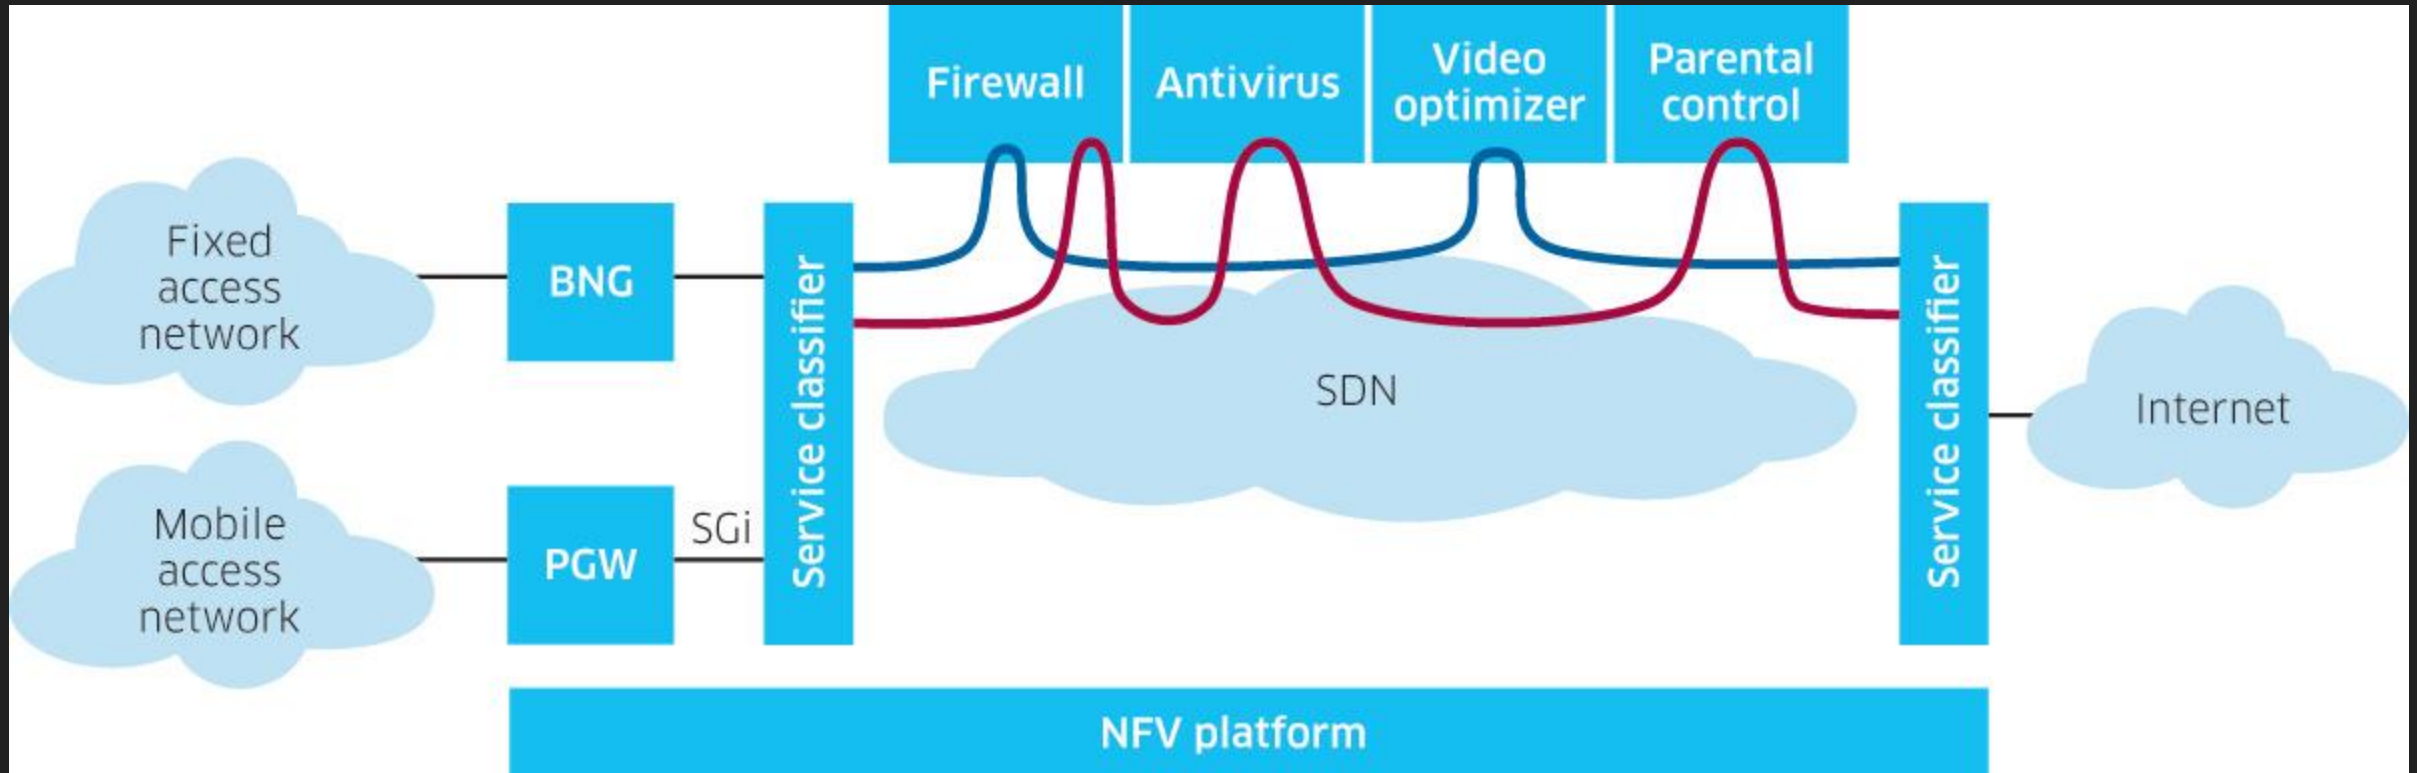 Firewall
Antivirus
Video
optimizer
Parental
control
Fixed
access
network
BNG
Service classifier
SDN
Service classifier
Internet
Mobile
access
network
PGW
SGi
NFV platform